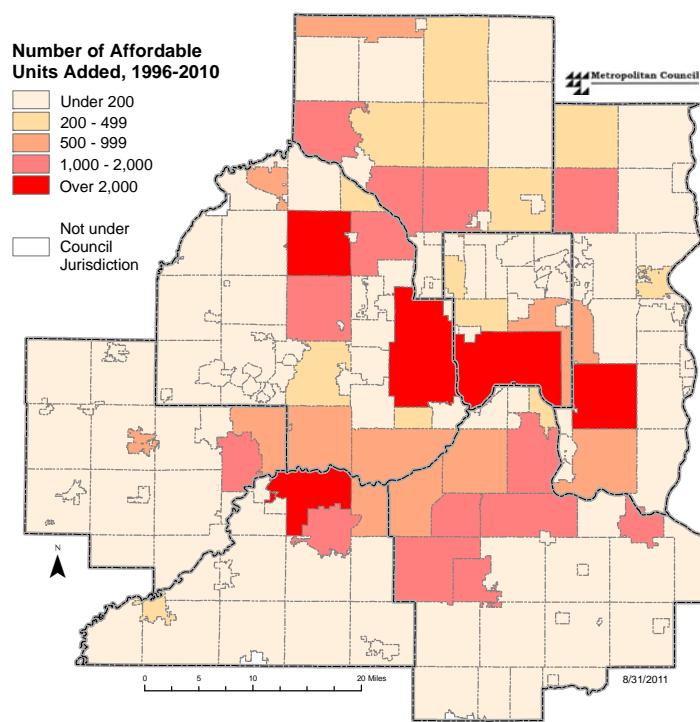 Number of Affordable
Units Added, 1996-2010
Under 200
200 - 499
500 - 999
1,000 - 2,000
Over 2,000
Not under
Council
Jurisdiction
Metropolitan Council
N
0 5 10 20 Miles
8/31/2011